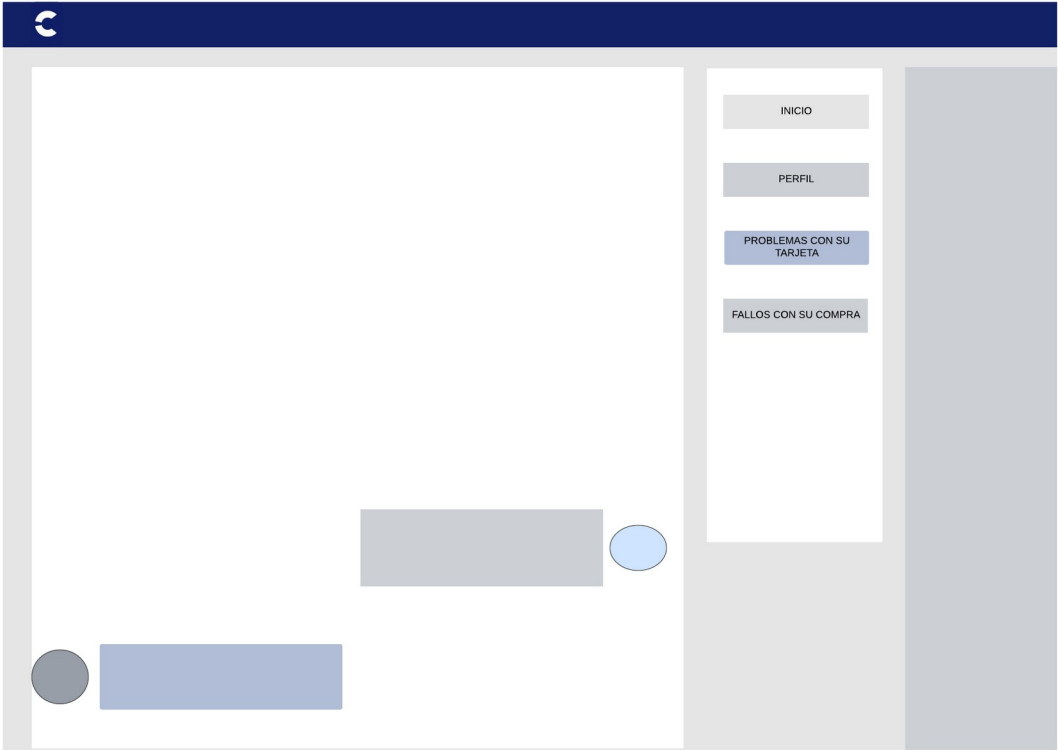 INICIO
PERFIL
PROBLEMAS CON SU
TARJETA
FALLOS CON SU COMPRA